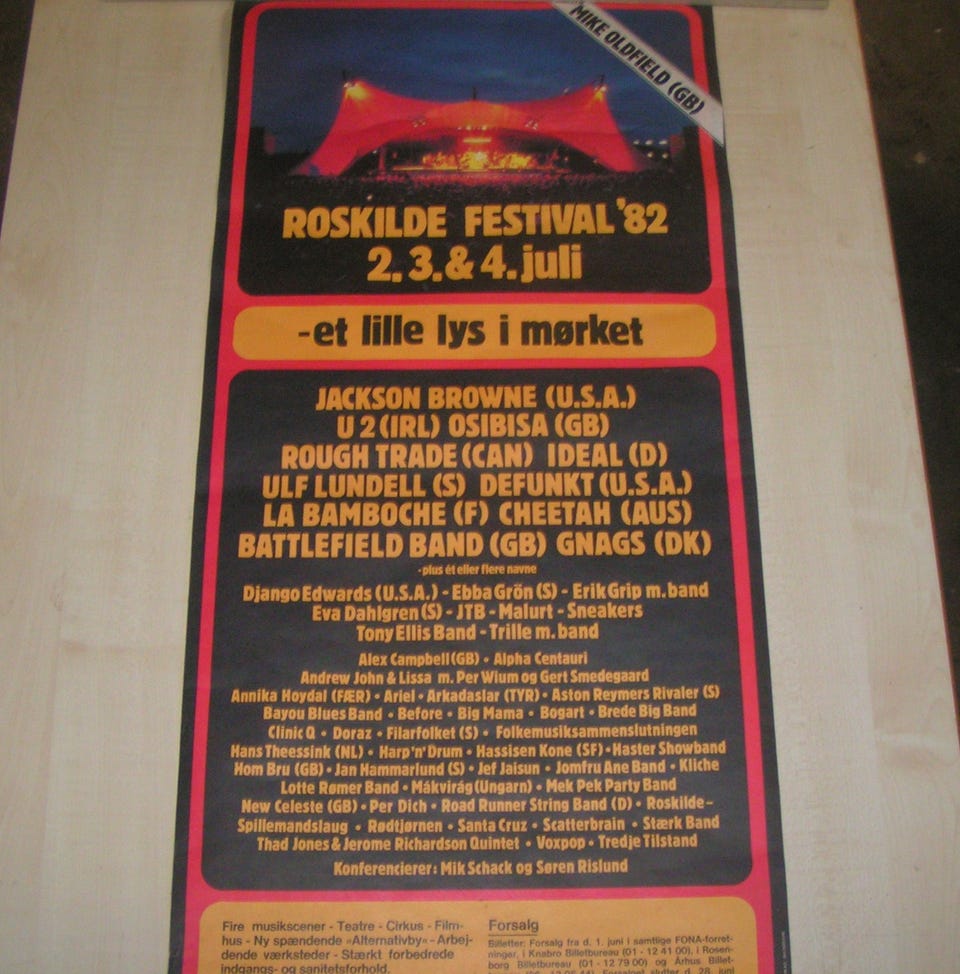 MIKE OLDFIELD (GB)
ROSKILDE FESTIVAL '82
2. 3. & 4. juli
-et lille lys i mørket
JACKSON BROWNE (U.S.A.)
U 2 (IRL) OSIBISA (GB)
ROUGH TRADE (CAN) IDEAL (D)
ULF LUNDELL (S) DEFUNKT (U.S.A.)
LA BAMBOCHE (F) CHEETAH (AUS)
BATTLEFIELD BAND (GB) GNAGS (DK)
-plus ét eller flere navne
Django Edwards (U.S.A.) - Ebba Grön (S) - Erik Grip m. band
Eva Dahlgren (S) - JTB - Malurt - Sneakers
Tony Ellis Band - Trille m. band
Alex Campbell (GB) • Alpha Centauri
Andrew John & Lissa m. Per Wium og Gert Smedegaard
Annika Hoydal (FÆR) • Ariel • Arkadaslar (TYR) • Aston Reymers Rivaler (S)
Bayou Blues Band • Before • Big Mama • Bogart • Brede Big Band
Clinic Q • Doraz • Filarfolket (S) • Folkemusiksammenslutningen
Hans Theessink (NL) • Harp'n'Drum • Hassisen Kone (SF) • Haster Showband
Hom Bru (GB) • Jan Hammarlund (S) • Jef Jaisun • Jomfru Ane Band • Kliche
Lotte Rømer Band • Mákvirág (Ungarn) • Mek Pek Party Band
New Celeste (GB) • Per Dich • Road Runner String Band (D) • Roskilde-
Spillemandslaug • Rødtjørnen • Santa Cruz • Scatterbrain • Stærk Band
Thad Jones & Jerome Richardson Quintet • Voxpop • Tredje Tilstand
Konferencierer: Mik Schack og Søren Rislund
Fire musikscener - Teatre - Cirkus - Film-
hus - Ny spændende »Alternativby« - Arbej-
dende værksteder - Stærkt forbedrede
indgangs- og sanitetsforhold.
Forsalg
Billetter: Forsalg fra d. 1. juni i samtlige FONA-forret-
ninger, i Knabro Billetbureau (01 - 12 41 00), i Rosen-
borg Billetbureau (01 - 12 79 00) og Århus Billet-